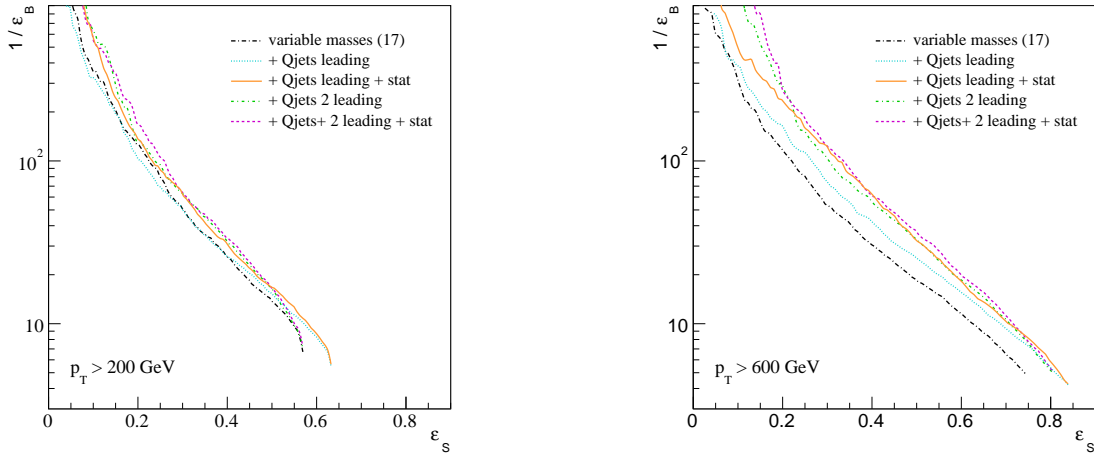 1 / ε_B
variable masses (17)
+ Qjets leading
+ Qjets leading + stat
+ Qjets 2 leading
+ Qjets+ 2 leading + stat
10^2
10
p_T > 200 GeV
0 0.2 0.4 0.6 0.8
ε_S
1 / ε_B
variable masses (17)
+ Qjets leading
+ Qjets leading + stat
+ Qjets 2 leading
+ Qjets+ 2 leading + stat
10^2
10
p_T > 600 GeV
0 0.2 0.4 0.6 0.8
ε_S